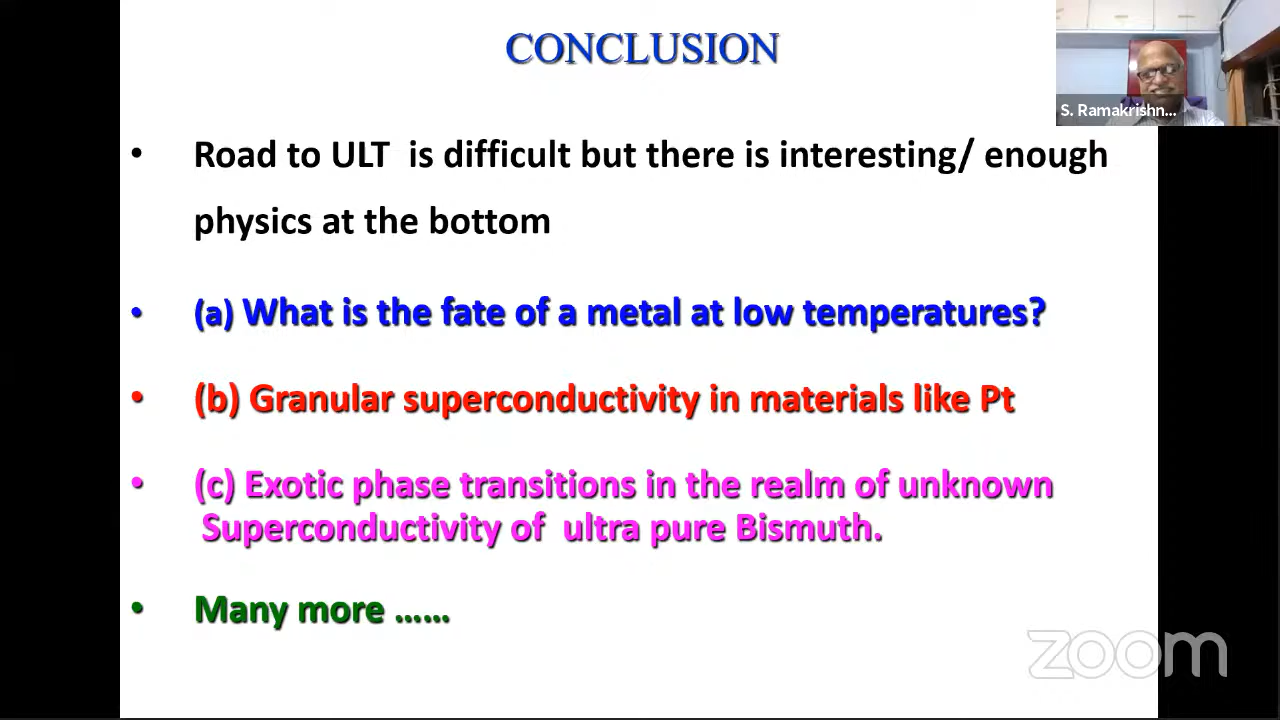 CONCLUSION
S. Ramakrishn...
• Road to ULT is difficult but there is interesting/ enough
physics at the bottom
• (a) What is the fate of a metal at low temperatures?
• (b) Granular superconductivity in materials like Pt
• (c) Exotic phase transitions in the realm of unknown
Superconductivity of ultra pure Bismuth.
• Many more ......
zoom